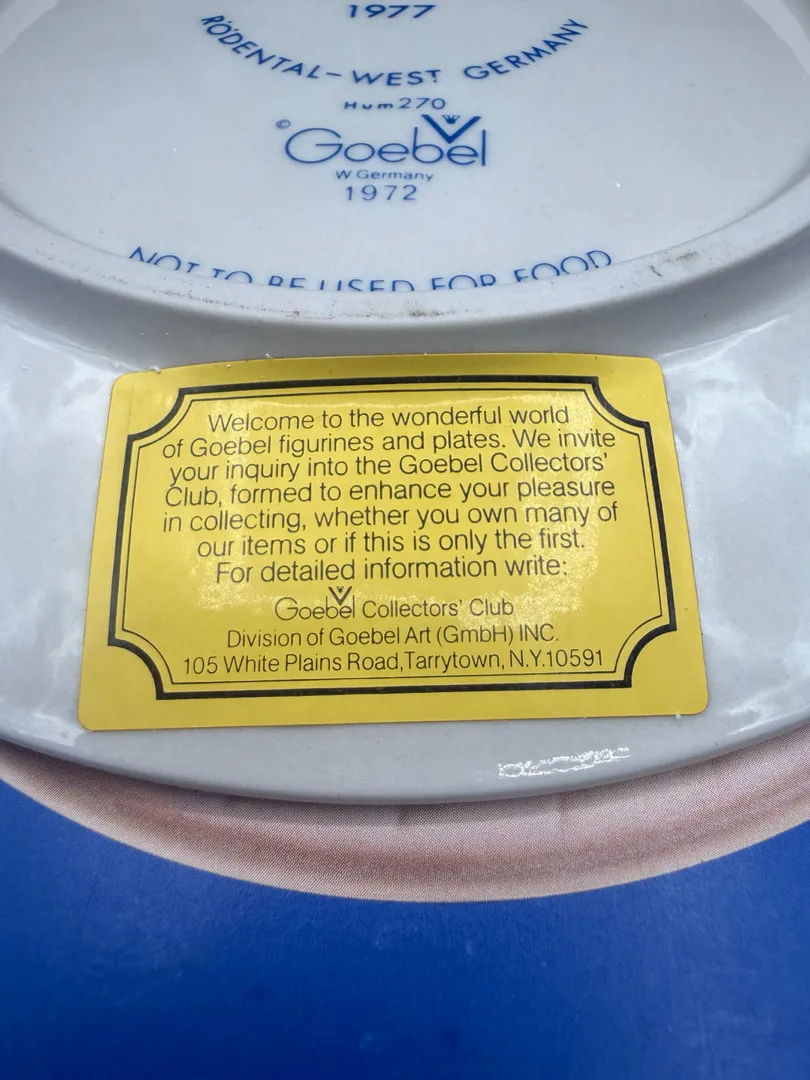 1977
RÖDENTAL-WEST GERMANY
Hum 270
© Goebel
W Germany
1972
NOT TO BE USED FOR FOOD
Welcome to the wonderful world
of Goebel figurines and plates. We invite
your inquiry into the Goebel Collectors'
Club, formed to enhance your pleasure
in collecting, whether you own many of
our items or if this is only the first.
For detailed information write:
Goebel Collectors' Club
Division of Goebel Art (GmbH) INC.
105 White Plains Road, Tarrytown, N.Y. 10591